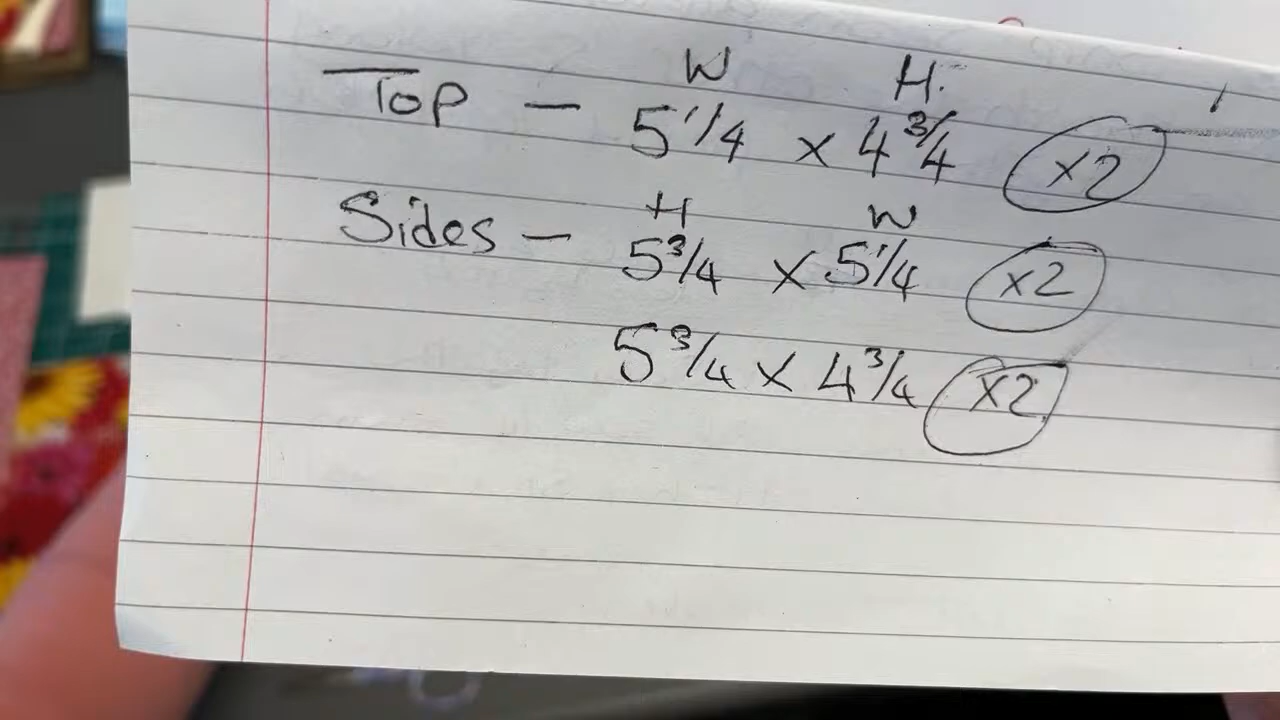 W H.
Top - 5 1/4 x 4 3/4 x2
H W
Sides - 5 3/4 x 5 1/4 x2
5 3/4 x 4 3/4 x2